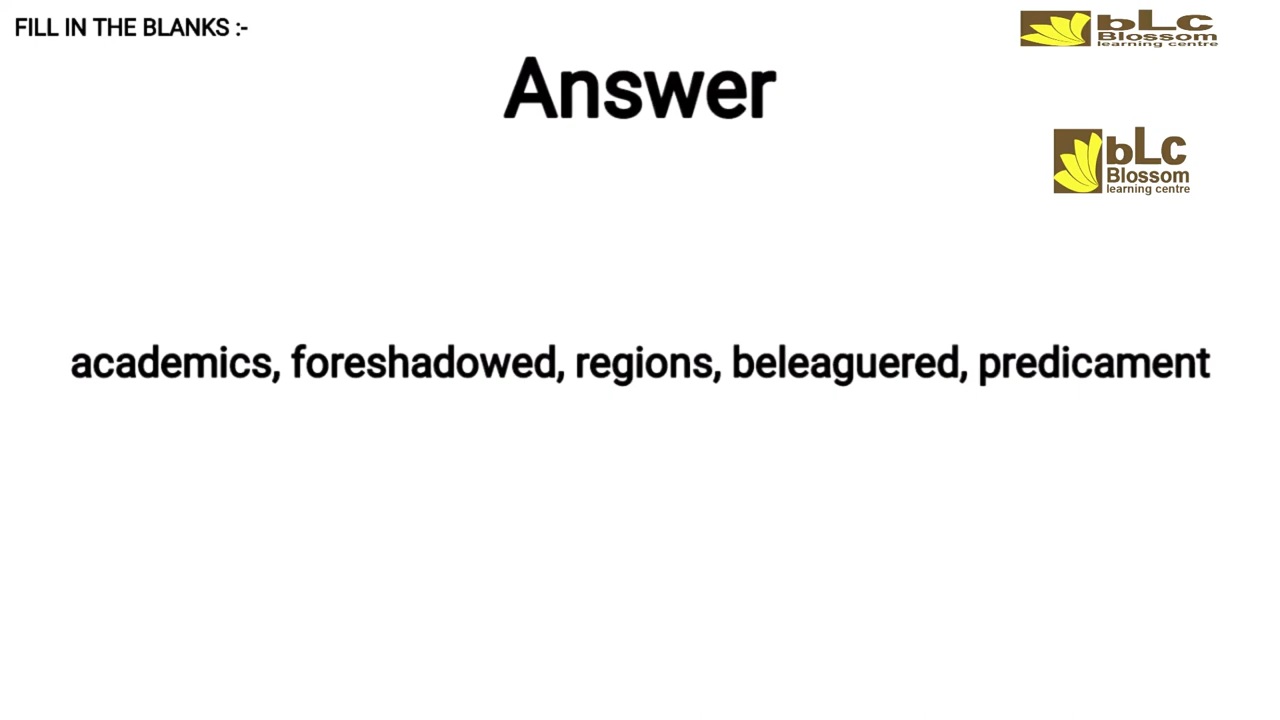 FILL IN THE BLANKS :-
bLc
Blossom
learning centre
Answer
bLc
Blossom
learning centre
academics, foreshadowed, regions, beleaguered, predicament